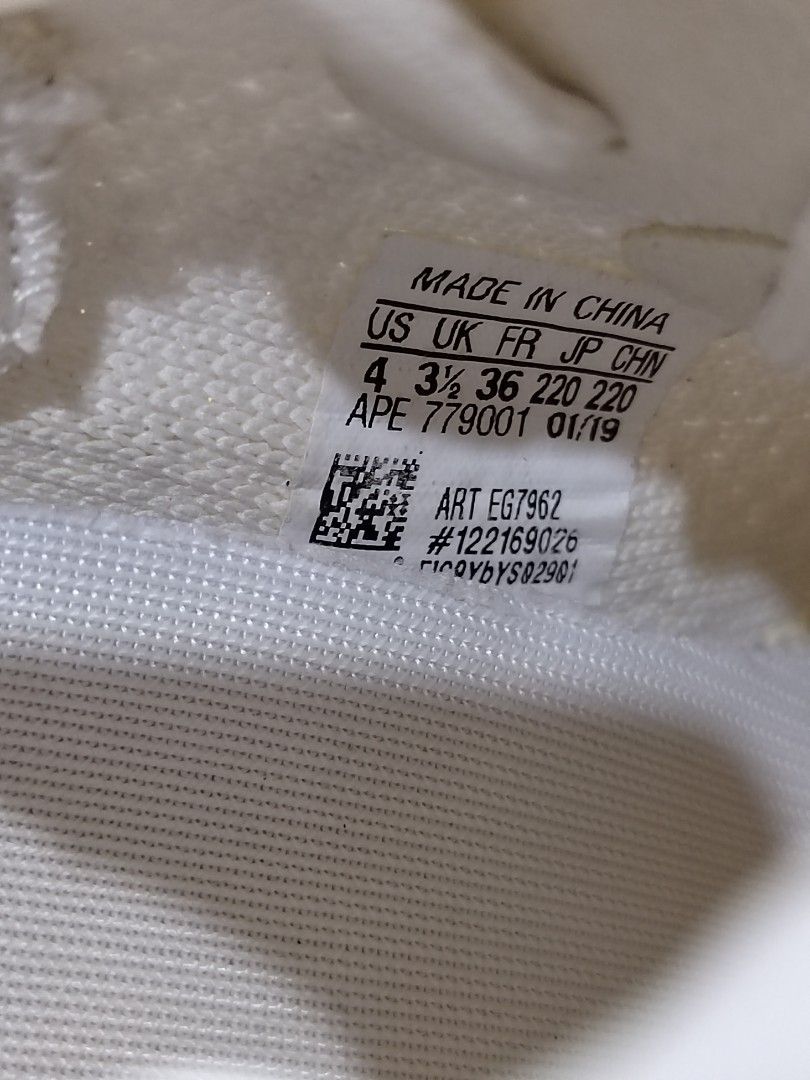 MADE IN CHINA
US UK FR JP CHN
4 3½ 36 220 220
APE 779001 01/19
ART EG7962
#122169026